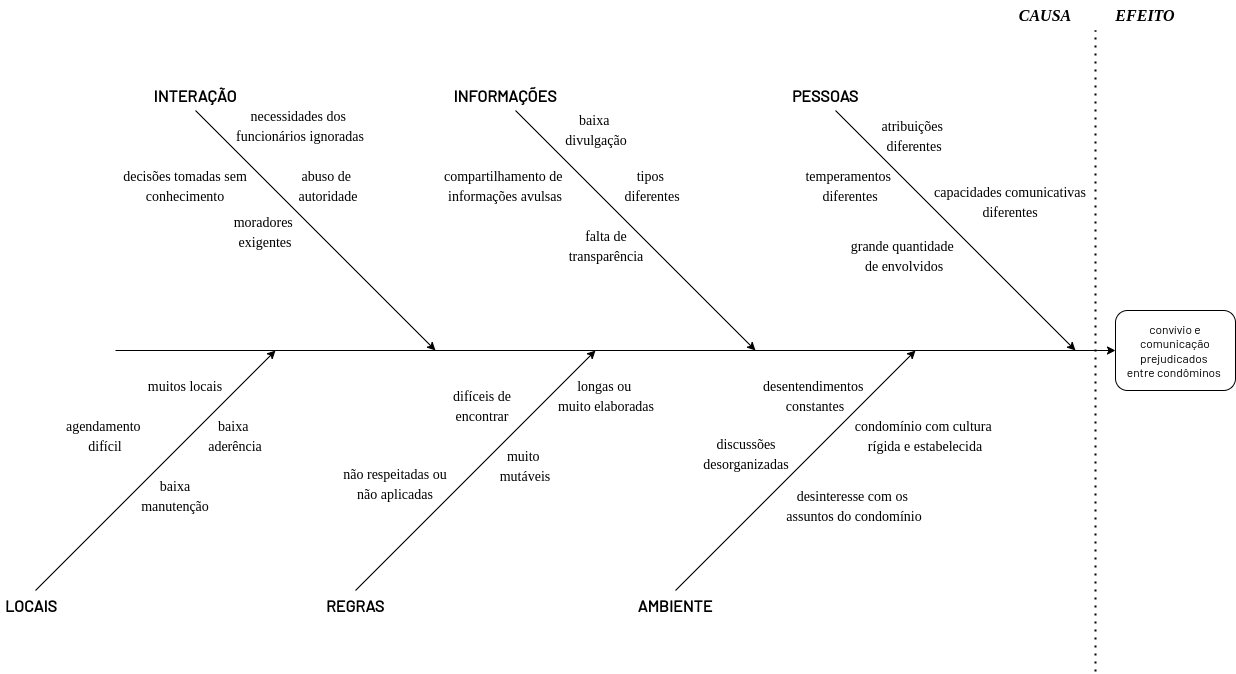 CAUSA
EFEITO
INTERAÇÃO
necessidades dos
funcionários ignoradas
decisões tomadas sem
conhecimento
abuso de
autoridade
moradores
exigentes
INFORMAÇÕES
baixa
divulgação
compartilhamento de
informações avulsas
tipos
diferentes
falta de
transparência
PESSOAS
atribuições
diferentes
temperamentos
diferentes
capacidades comunicativas
diferentes
grande quantidade
de envolvidos
convívio e
comunicação
prejudicados
entre condôminos
muitos locais
agendamento
difícil
baixa
aderência
baixa
manutenção
LOCAIS
difíceis de
encontrar
longas ou
muito elaboradas
não respeitadas ou
não aplicadas
muito
mutáveis
REGRAS
desentendimentos
constantes
condomínio com cultura
rígida e estabelecida
discussões
desorganizadas
desinteresse com os
assuntos do condomínio
AMBIENTE